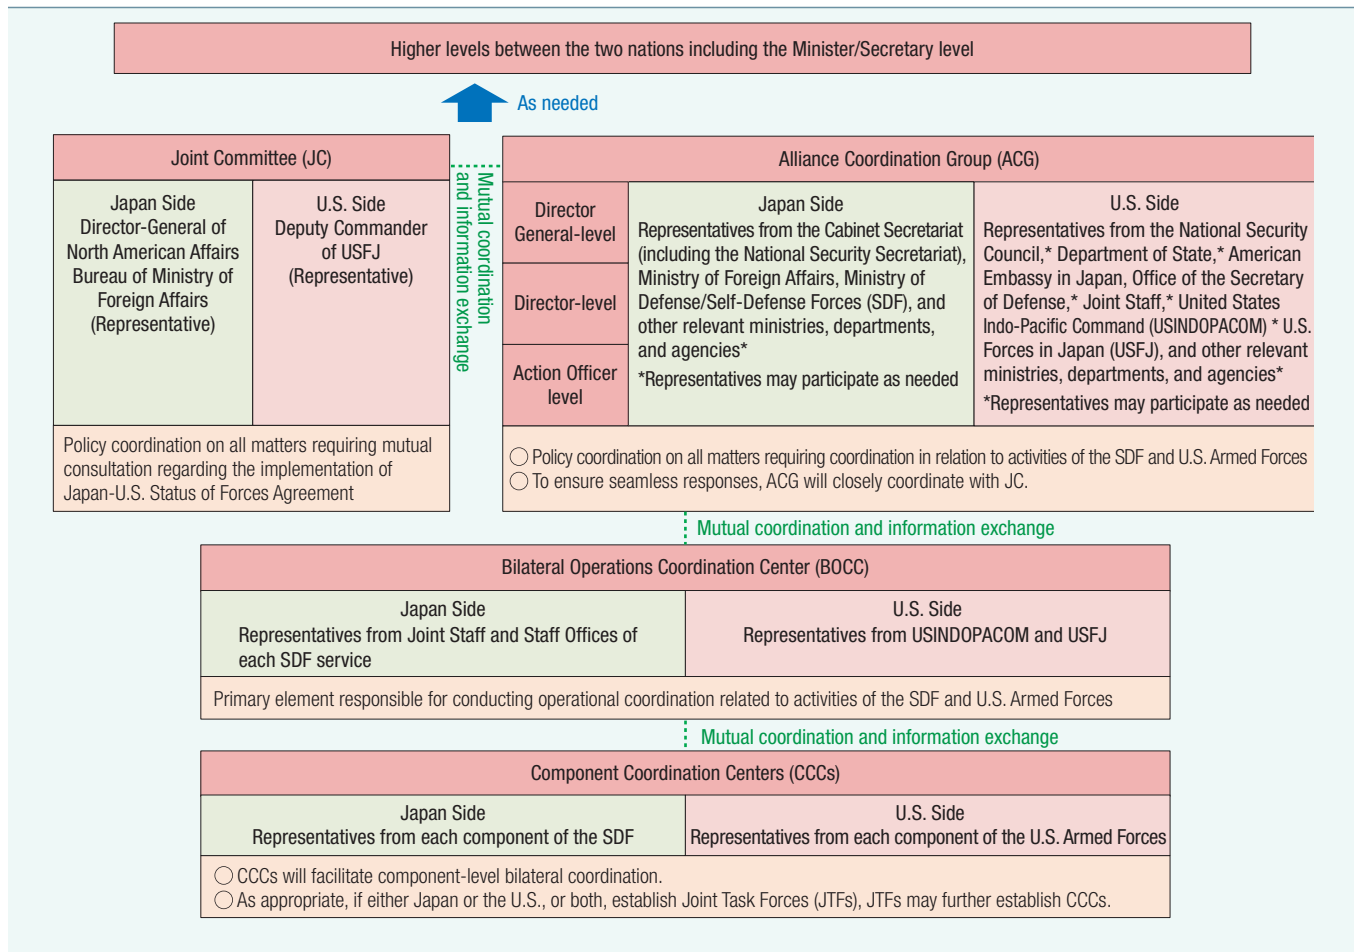 Higher levels between the two nations including the Minister/Secretary level
As needed
Joint Committee (JC)
Japan Side
Director-General of
North American Affairs
Bureau of Ministry of
Foreign Affairs
(Representative)
U.S. Side
Deputy Commander
of USFJ
(Representative)
Policy coordination on all matters requiring mutual
consultation regarding the implementation of
Japan-U.S. Status of Forces Agreement
Mutual coordination
and information exchange
Alliance Coordination Group (ACG)
Director
General-level
Director-level
Action Officer
level
Japan Side
Representatives from the Cabinet Secretariat
(including the National Security Secretariat),
Ministry of Foreign Affairs, Ministry of
Defense/Self-Defense Forces (SDF), and
other relevant ministries, departments,
and agencies*
*Representatives may participate as needed
U.S. Side
Representatives from the National Security
Council,* Department of State,* American
Embassy in Japan, Office of the Secretary
of Defense,* Joint Staff,* United States
Indo-Pacific Command (USINDOPACOM) * U.S.
Forces in Japan (USFJ), and other relevant
ministries, departments, and agencies*
*Representatives may participate as needed
○ Policy coordination on all matters requiring coordination in relation to activities of the SDF and U.S. Armed Forces
○ To ensure seamless responses, ACG will closely coordinate with JC.
Mutual coordination and information exchange
Bilateral Operations Coordination Center (BOCC)
Japan Side
Representatives from Joint Staff and Staff Offices of
each SDF service
U.S. Side
Representatives from USINDOPACOM and USFJ
Primary element responsible for conducting operational coordination related to activities of the SDF and U.S. Armed Forces
Mutual coordination and information exchange
Component Coordination Centers (CCCs)
Japan Side
Representatives from each component of the SDF
U.S. Side
Representatives from each component of the U.S. Armed Forces
○ CCCs will facilitate component-level bilateral coordination.
○ As appropriate, if either Japan or the U.S., or both, establish Joint Task Forces (JTFs), JTFs may further establish CCCs.